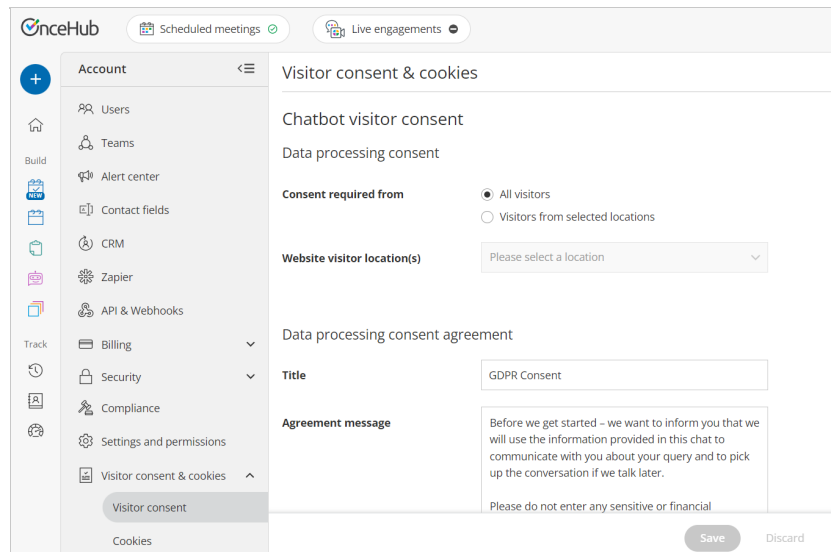 OnceHub
Scheduled meetings
Live engagements
Account
Users
Teams
Alert center
Contact fields
CRM
Zapier
API & Webhooks
Billing
Security
Compliance
Settings and permissions
Visitor consent & cookies
Visitor consent
Cookies
Build
NEW
Track
Visitor consent & cookies
Chatbot visitor consent
Data processing consent
Consent required from
All visitors
Visitors from selected locations
Website visitor location(s)
Please select a location
Data processing consent agreement
Title
GDPR Consent
Agreement message
Before we get started – we want to inform you that we
will use the information provided in this chat to
communicate with you about your query and to pick
up the conversation if we talk later.
Please do not enter any sensitive or financial
Save
Discard